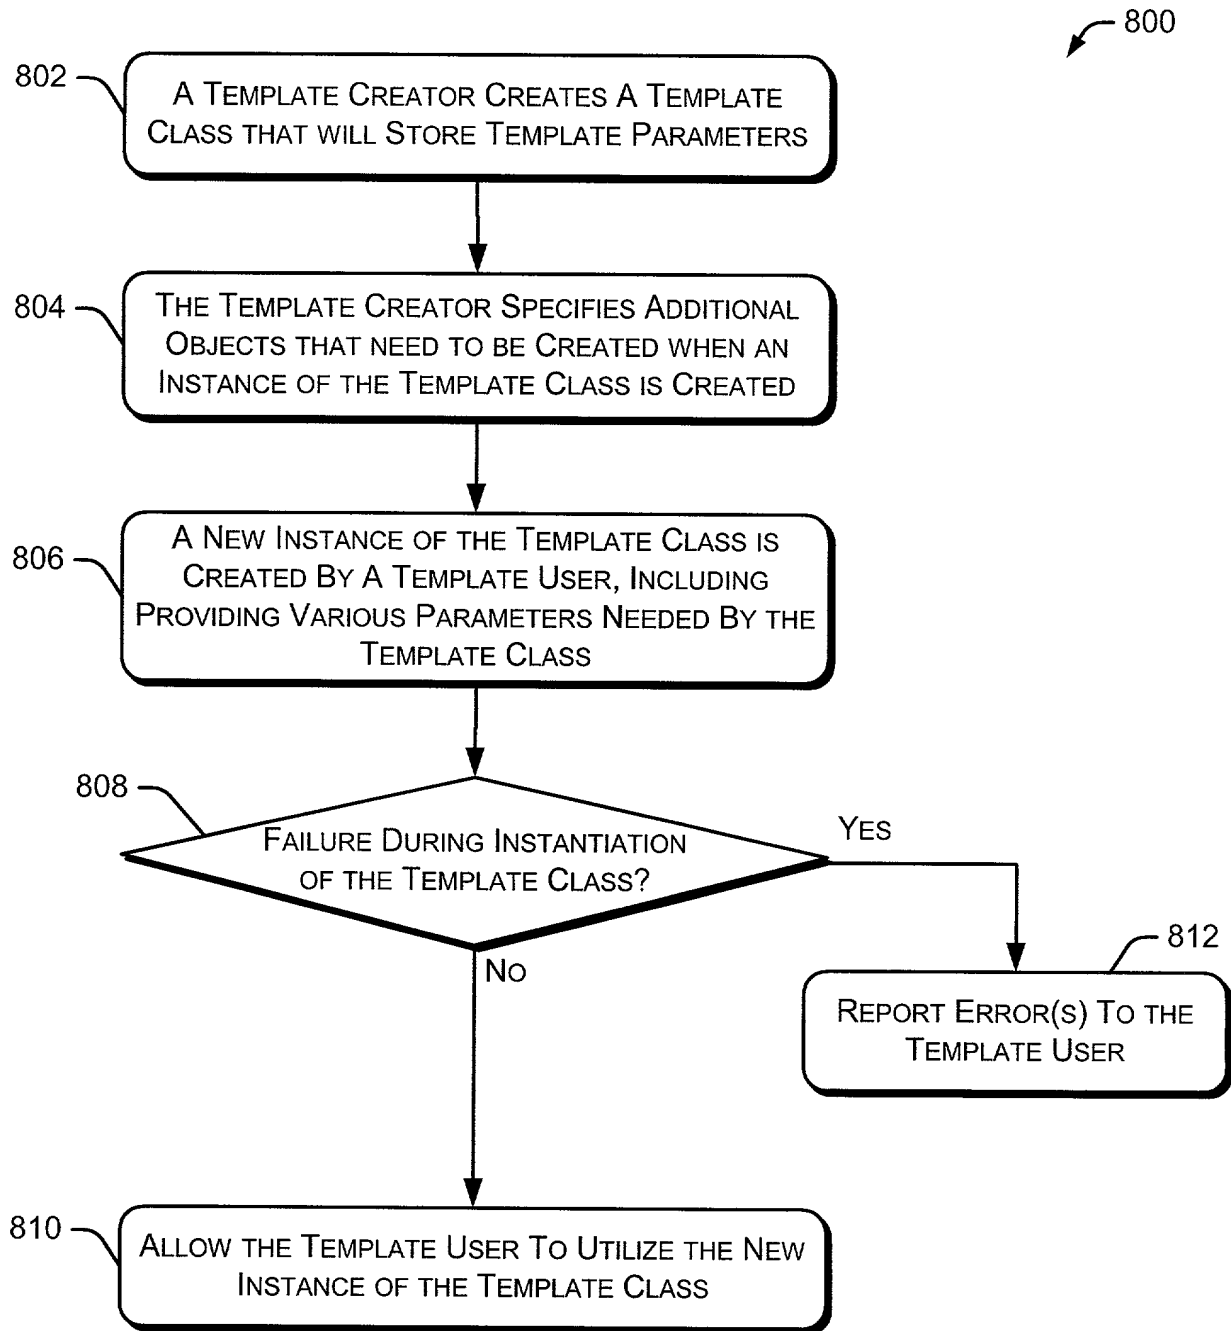 800
802
A TEMPLATE CREATOR CREATES A TEMPLATE
CLASS THAT WILL STORE TEMPLATE PARAMETERS
804
THE TEMPLATE CREATOR SPECIFIES ADDITIONAL
OBJECTS THAT NEED TO BE CREATED WHEN AN
INSTANCE OF THE TEMPLATE CLASS IS CREATED
806
A NEW INSTANCE OF THE TEMPLATE CLASS IS
CREATED BY A TEMPLATE USER, INCLUDING
PROVIDING VARIOUS PARAMETERS NEEDED BY THE
TEMPLATE CLASS
808
FAILURE DURING INSTANTIATION
OF THE TEMPLATE CLASS?
YES
NO
812
REPORT ERROR(S) TO THE
TEMPLATE USER
810
ALLOW THE TEMPLATE USER TO UTILIZE THE NEW
INSTANCE OF THE TEMPLATE CLASS